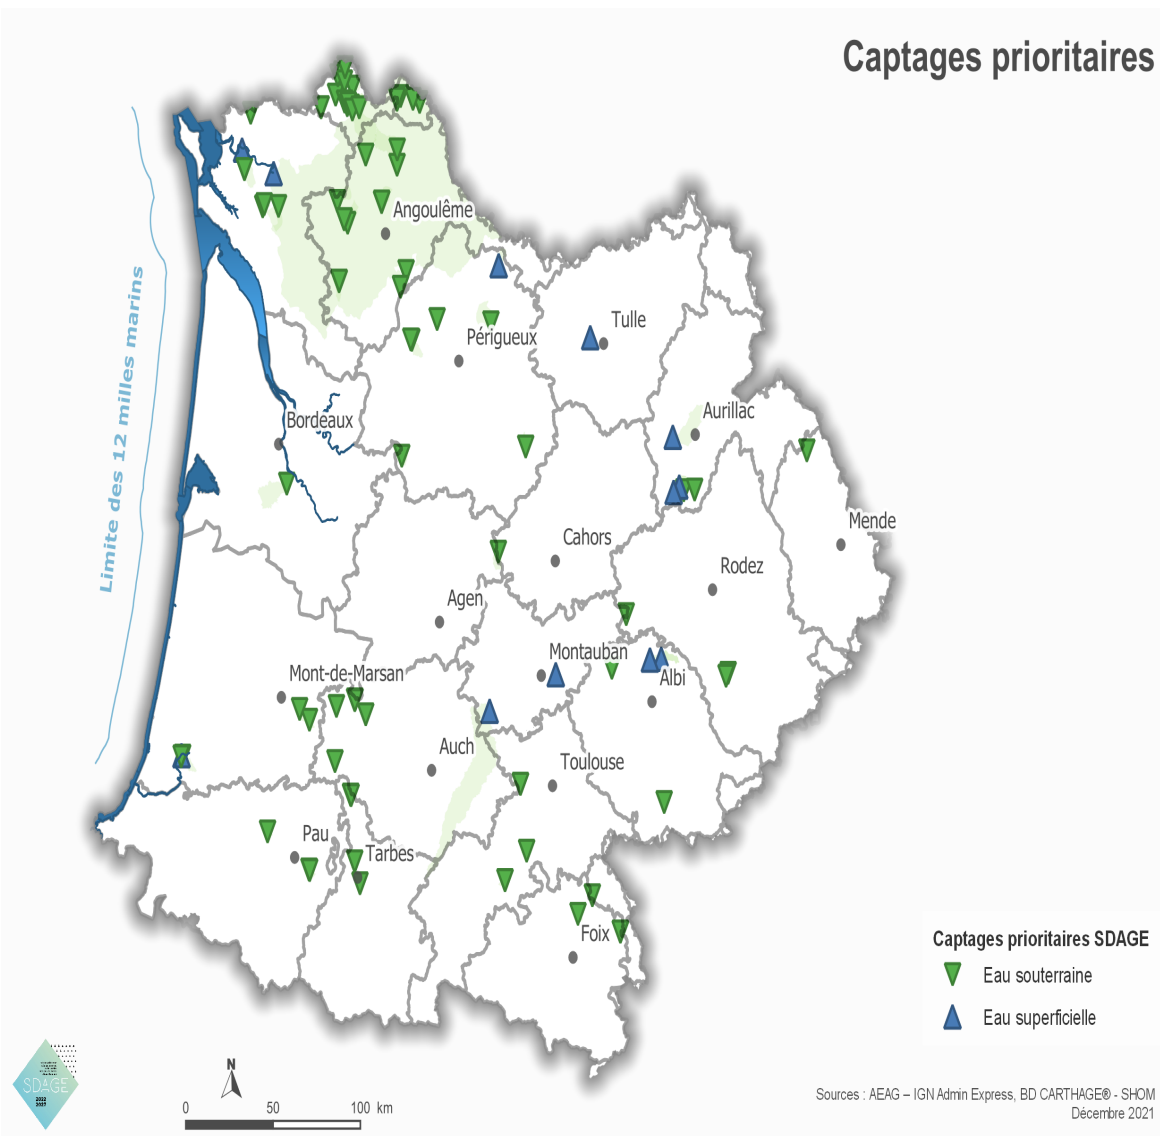 Captages prioritaires
Limite des 12 milles marins
Angoulême
Tulle
Périgueux
Aurillac
Bordeaux
Mende
Cahors
Rodez
Agen
Montauban
Mont-de-Marsan
Albi
Auch
Toulouse
Pau
Tarbes
Foix
Captages prioritaires SDAGE
Eau souterraine
Eau superficielle
SDAGE
2022
2027
N
0 50 100 km
Sources : AEAG – IGN Admin Express, BD CARTHAGE® - SHOM
Décembre 2021